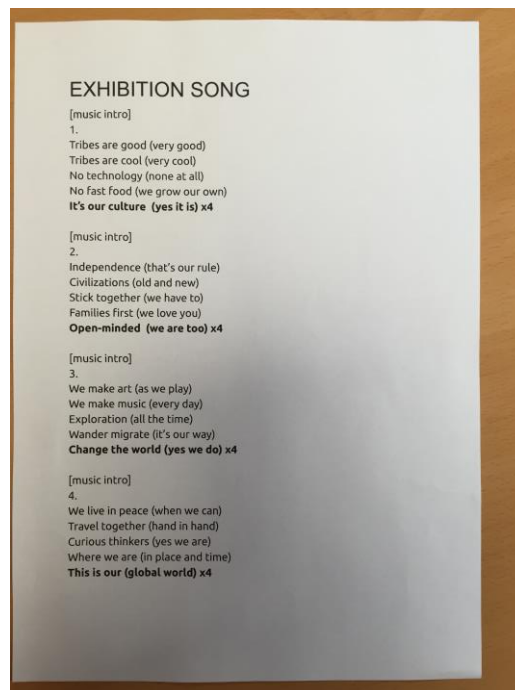 EXHIBITION SONG
[music intro]
1.
Tribes are good (very good)
Tribes are cool (very cool)
No technology (none at all)
No fast food (we grow our own)
It's our culture  (yes it is) x4
[music intro]
2.
Independence (that's our rule)
Civilizations (old and new)
Stick together (we have to)
Families first (we love you)
Open-minded  (we are too) x4
[music intro]
3.
We make art (as we play)
We make music (every day)
Exploration (all the time)
Wander migrate (it's our way)
Change the world (yes we do) x4
[music intro]
4.
We live in peace (when we can)
Travel together (hand in hand)
Curious thinkers (yes we are)
Where we are (in place and time)
This is our (global world) x4